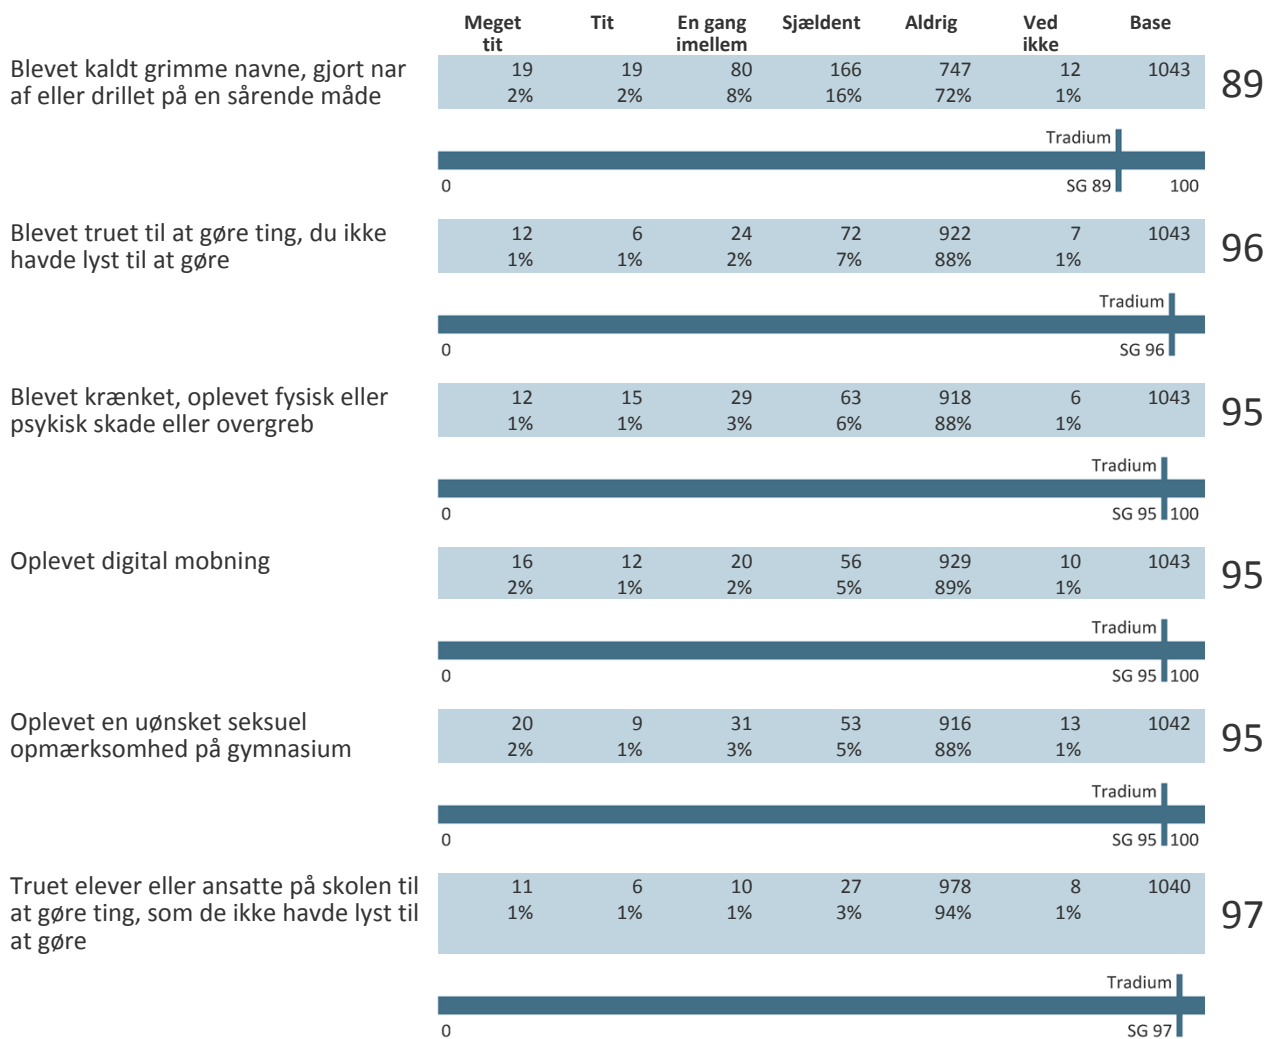 Meget tit Tit En gang imellem Sjældent Aldrig Ved ikke Base
Blevet kaldt grimme navne, gjort nar
af eller drillet på en sårende måde
19 19 80 166 747 12 1043
2% 2% 8% 16% 72% 1%
89
Tradium
0 SG 89 100
Blevet truet til at gøre ting, du ikke
havde lyst til at gøre
12 6 24 72 922 7 1043
1% 1% 2% 7% 88% 1%
96
Tradium
0 SG 96
Blevet krænket, oplevet fysisk eller
psykisk skade eller overgreb
12 15 29 63 918 6 1043
1% 1% 3% 6% 88% 1%
95
Tradium
0 SG 95 100
Oplevet digital mobning
16 12 20 56 929 10 1043
2% 1% 2% 5% 89% 1%
95
Tradium
0 SG 95 100
Oplevet en uønsket seksuel
opmærksomhed på gymnasium
20 9 31 53 916 13 1042
2% 1% 3% 5% 88% 1%
95
Tradium
0 SG 95 100
Truet elever eller ansatte på skolen til
at gøre ting, som de ikke havde lyst til
at gøre
11 6 10 27 978 8 1040
1% 1% 1% 3% 94% 1%
97
Tradium
0 SG 97